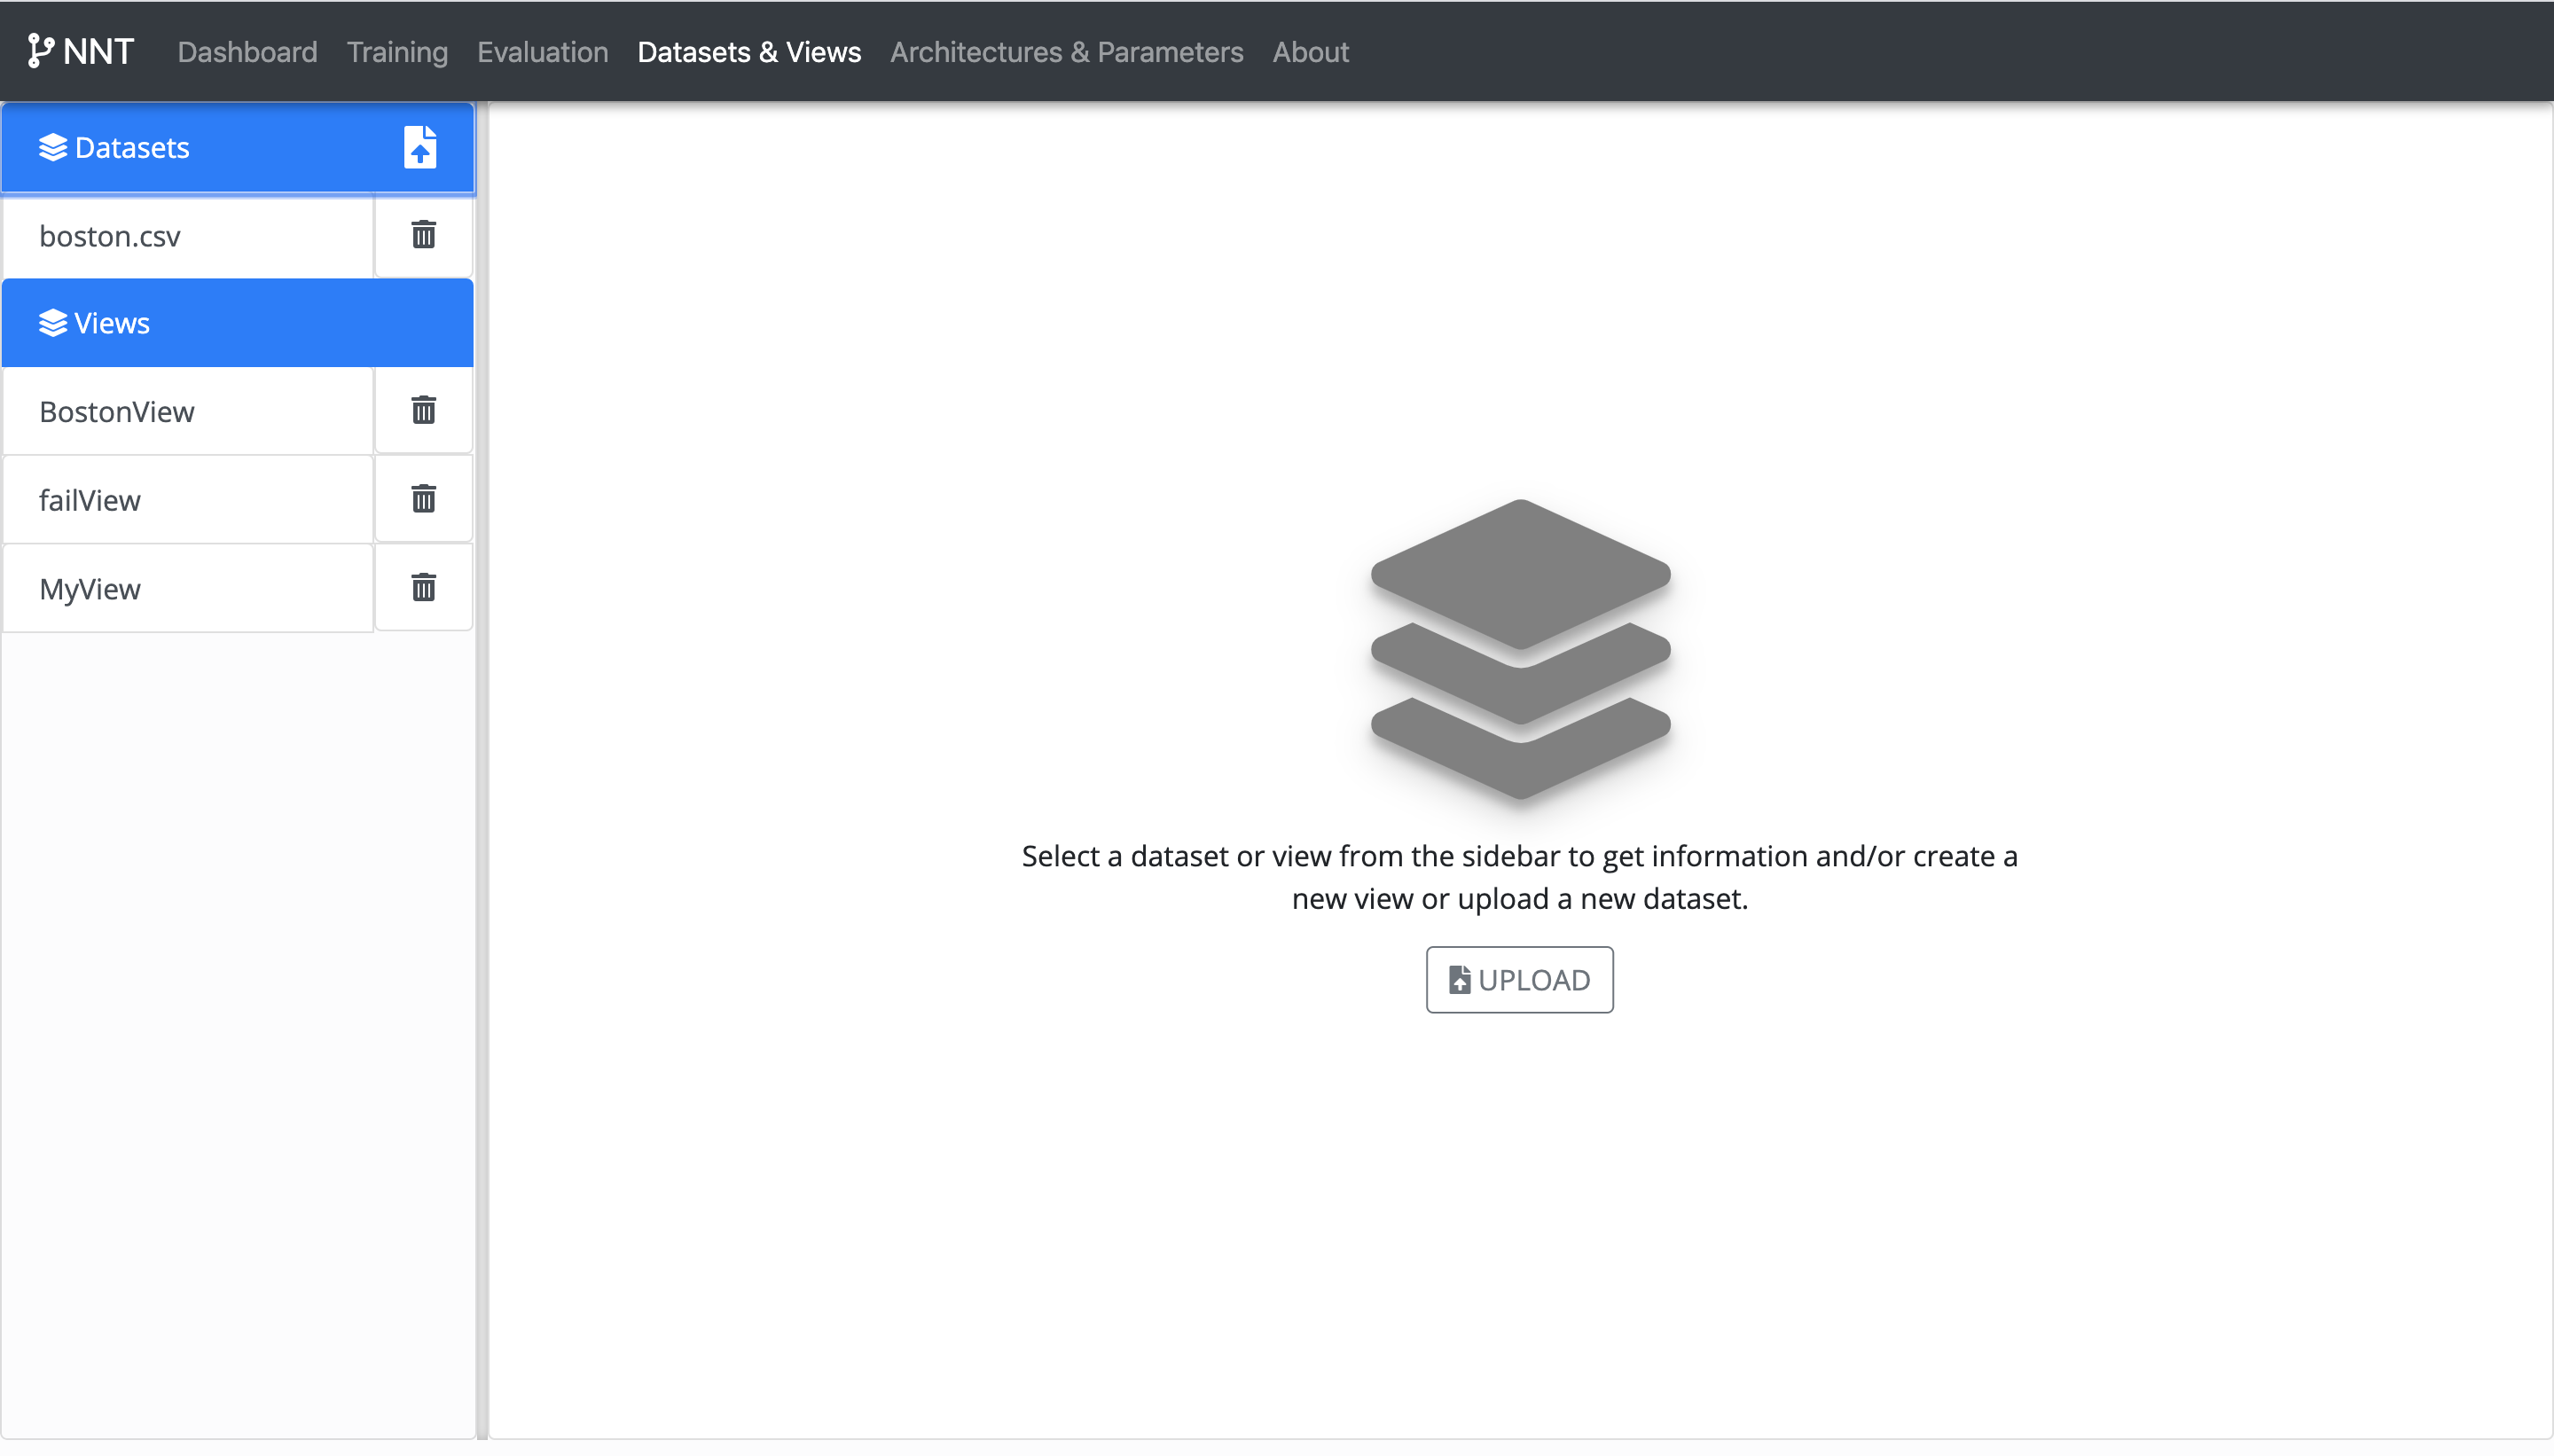 NNT Dashboard Training Evaluation Datasets & Views Architectures & Parameters About
Datasets
boston.csv
Views
BostonView
failView
MyView
Select a dataset or view from the sidebar to get information and/or create a
new view or upload a new dataset.
UPLOAD